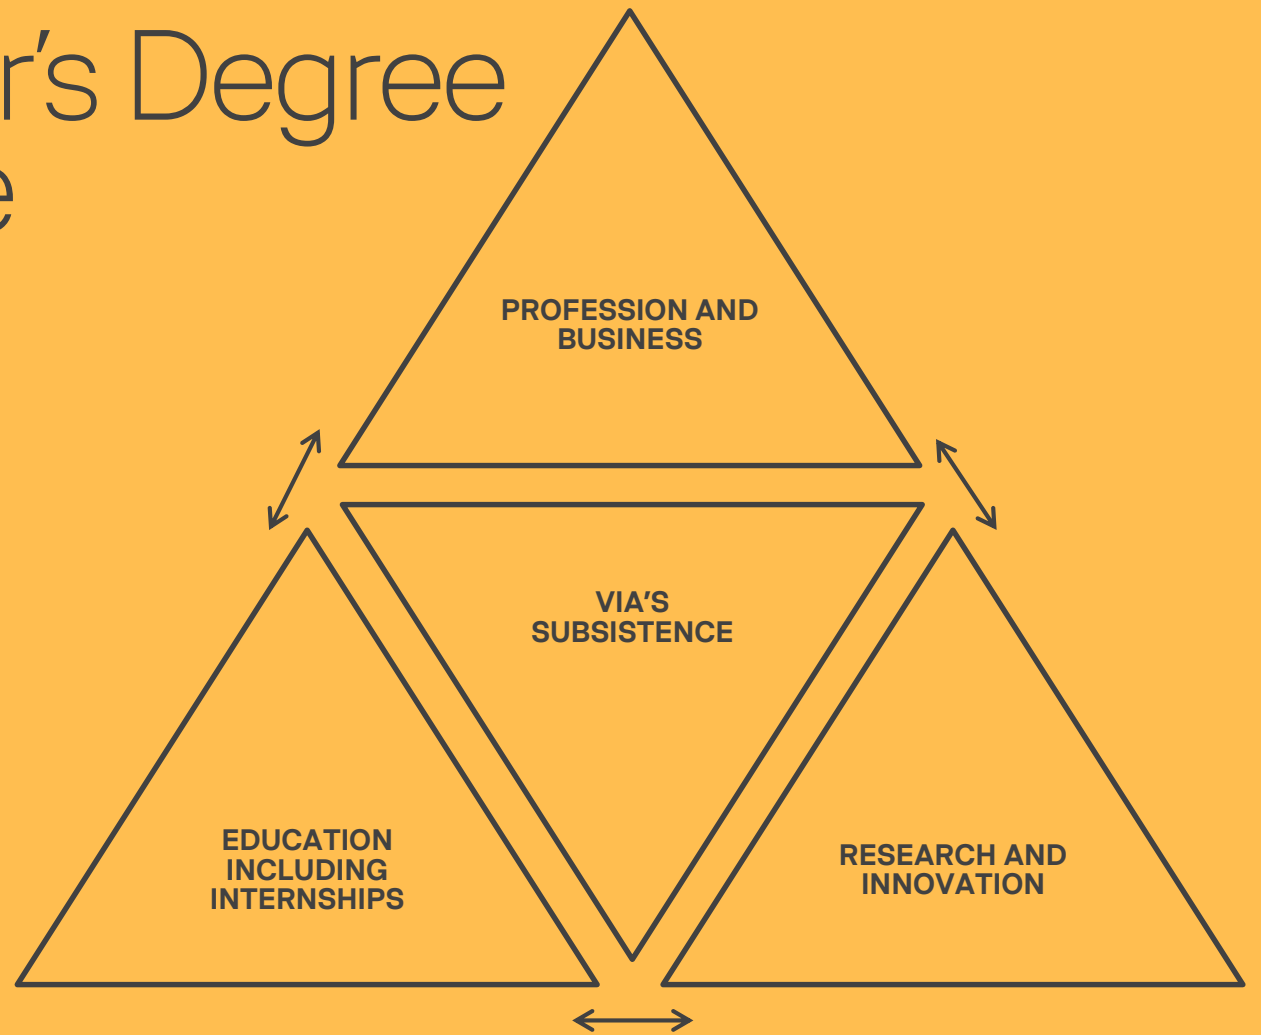 r's Degree
e
PROFESSION AND
BUSINESS
VIA'S
SUBSISTENCE
EDUCATION
INCLUDING
INTERNSHIPS
RESEARCH AND
INNOVATION